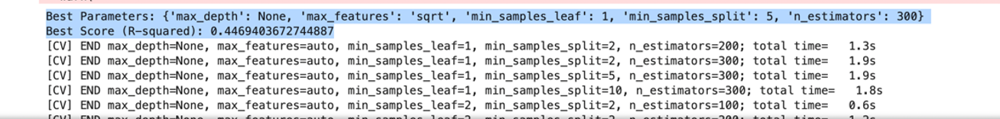 Best Parameters: {'max_depth': None, 'max_features': 'sqrt', 'min_samples_leaf': 1, 'min_samples_split': 5, 'n_estimators': 300}
Best Score (R-squared): 0.4469403672744887
[CV] END max_depth=None, max_features=auto, min_samples_leaf=1, min_samples_split=2, n_estimators=200; total time=   1.3s
[CV] END max_depth=None, max_features=auto, min_samples_leaf=1, min_samples_split=2, n_estimators=300; total time=   1.9s
[CV] END max_depth=None, max_features=auto, min_samples_leaf=1, min_samples_split=5, n_estimators=300; total time=   1.9s
[CV] END max_depth=None, max_features=auto, min_samples_leaf=1, min_samples_split=10, n_estimators=300; total time=   1.8s
[CV] END max_depth=None, max_features=auto, min_samples_leaf=2, min_samples_split=2, n_estimators=100; total time=   0.6s